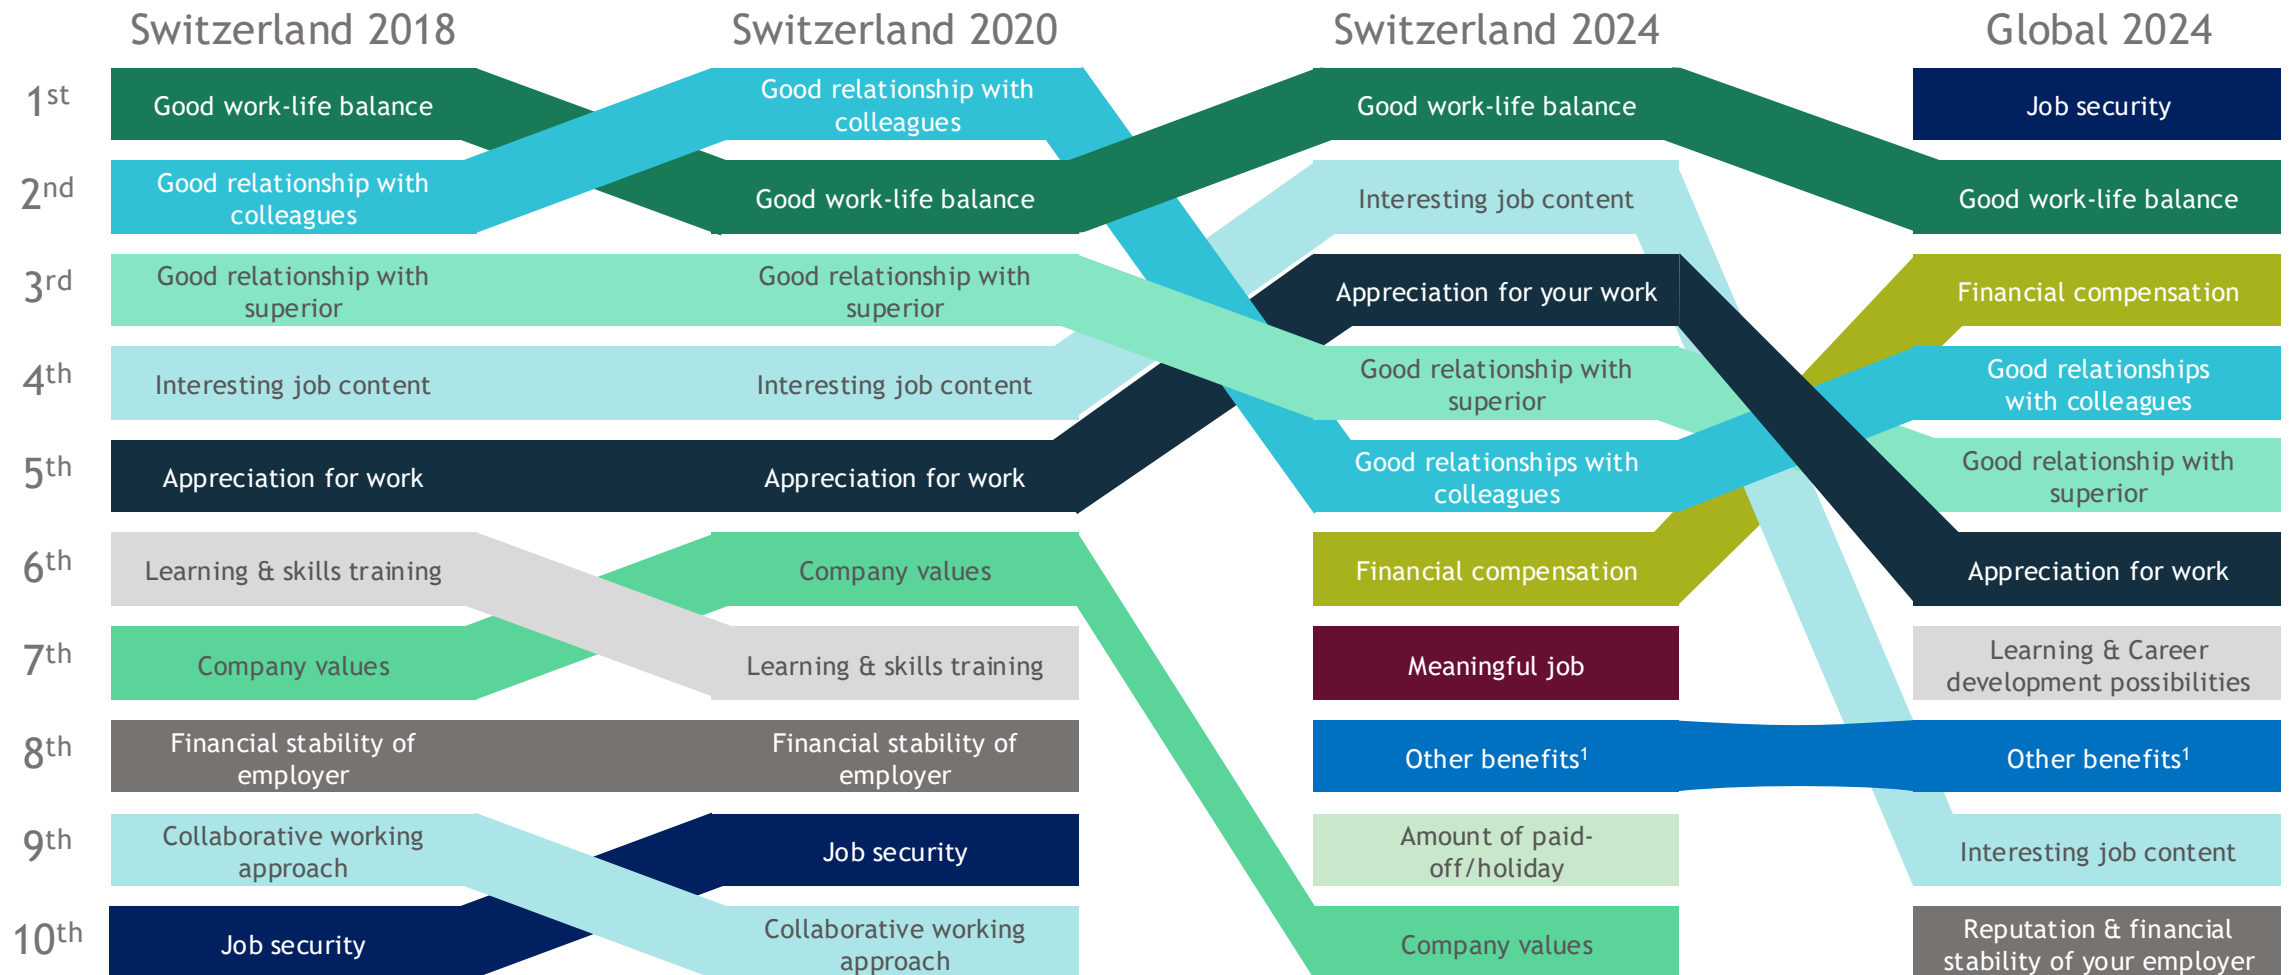 Switzerland 2018
Switzerland 2020
Switzerland 2024
Global 2024
1st
Good work-life balance
Good relationship with
colleagues
Good work-life balance
Job security
2nd
Good relationship with
colleagues
Good work-life balance
Interesting job content
Good work-life balance
3rd
Good relationship with
superior
Good relationship with
superior
Appreciation for your work
Financial compensation
4th
Interesting job content
Interesting job content
Good relationship with
superior
Good relationships
with colleagues
5th
Appreciation for work
Appreciation for work
Good relationships with
colleagues
Good relationship with
superior
6th
Learning & skills training
Company values
Financial compensation
Appreciation for work
7th
Company values
Learning & skills training
Meaningful job
Learning & Career
development possibilities
8th
Financial stability of
employer
Financial stability of
employer
Other benefits¹
Other benefits¹
9th
Collaborative working
approach
Job security
Amount of paid-
off/holiday
Interesting job content
10th
Job security
Collaborative working
approach
Company values
Reputation & financial
stability of your employer